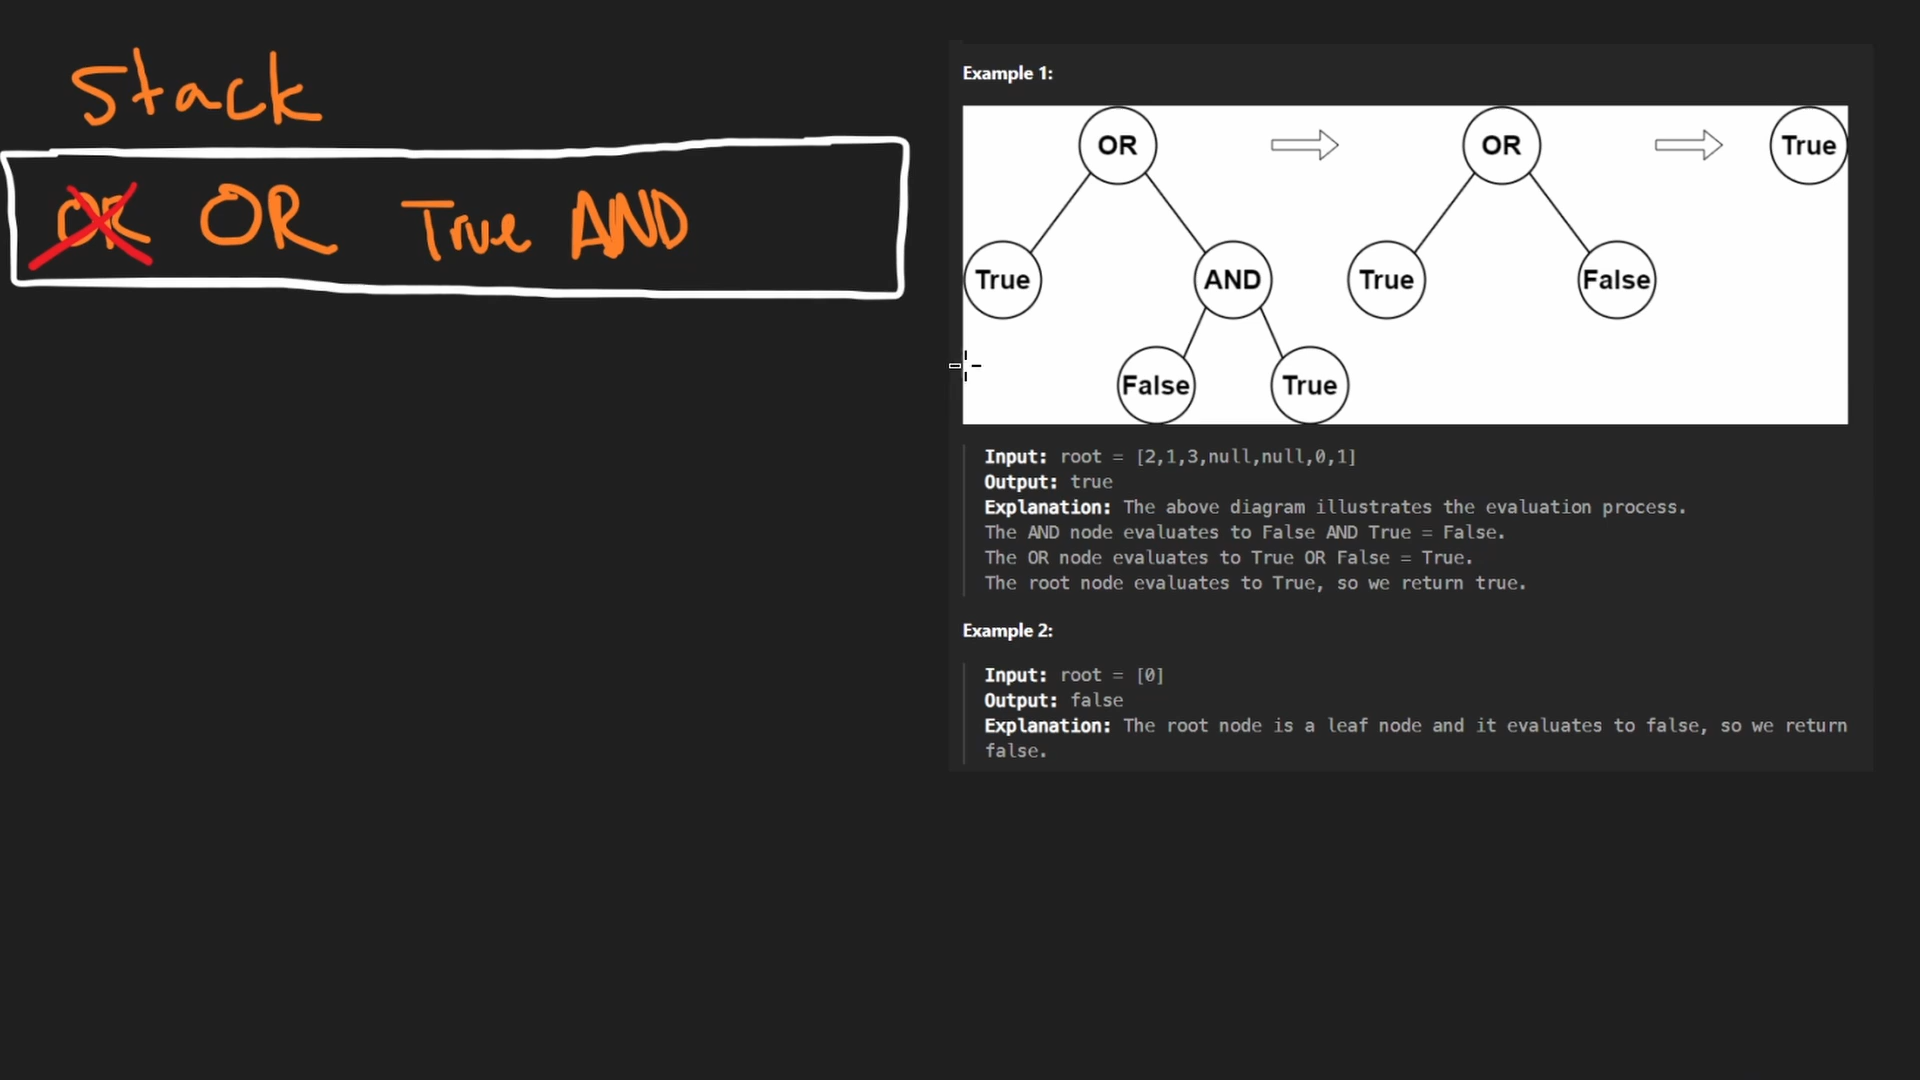 Stack
OR OR True AND
Example 1:
OR OR True
True AND True False
False True
Input: root = [2,1,3,null,null,0,1]
Output: true
Explanation: The above diagram illustrates the evaluation process.
The AND node evaluates to False AND True = False.
The OR node evaluates to True OR False = True.
The root node evaluates to True, so we return true.
Example 2:
Input: root = [0]
Output: false
Explanation: The root node is a leaf node and it evaluates to false, so we return
false.